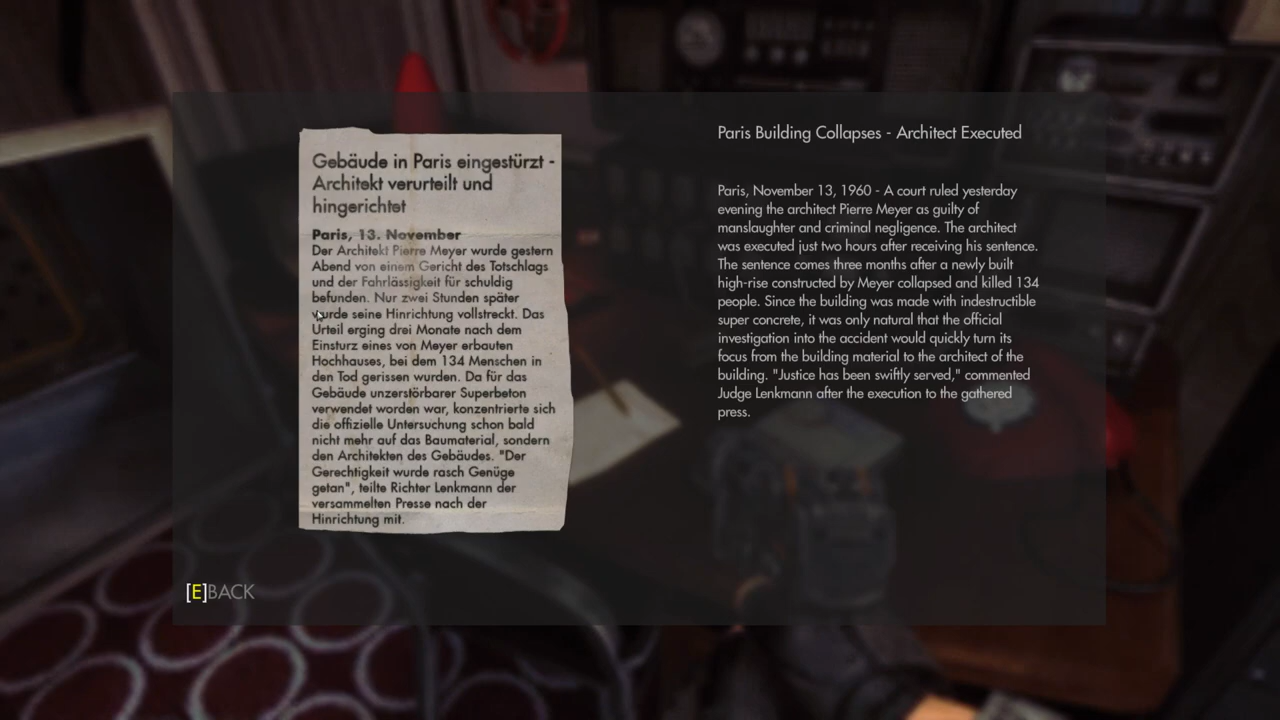 Gebäude in Paris eingestürzt -
Architekt verurteilt und
hingerichtet
Paris, 13. November
Der Architekt Pierre Meyer wurde gestern
Abend von einem Gericht des Totschlags
und der Fahrlässigkeit für schuldig
befunden. Nur zwei Stunden später
wurde seine Hinrichtung vollstreckt. Das
Urteil erging drei Monate nach dem
Einsturz eines von Meyer erbauten
Hochhauses, bei dem 134 Menschen in
den Tod gerissen wurden. Da für das
Gebäude unzerstörbarer Superbeton
verwendet worden war, konzentrierte sich
die offizielle Untersuchung schon bald
nicht mehr auf das Baumaterial, sondern
den Architekten des Gebäudes. "Der
Gerechtigkeit wurde rasch Genüge
getan", teilte Richter Lenkmann der
versammelten Presse nach der
Hinrichtung mit.
Paris Building Collapses - Architect Executed
Paris, November 13, 1960 - A court ruled yesterday
evening the architect Pierre Meyer as guilty of
manslaughter and criminal negligence. The architect
was executed just two hours after receiving his sentence.
The sentence comes three months after a newly built
high-rise constructed by Meyer collapsed and killed 134
people. Since the building was made with indestructible
super concrete, it was only natural that the official
investigation into the accident would quickly turn its
focus from the building material to the architect of the
building. "Justice has been swiftly served," commented
Judge Lenkmann after the execution to the gathered
press.
[E]BACK